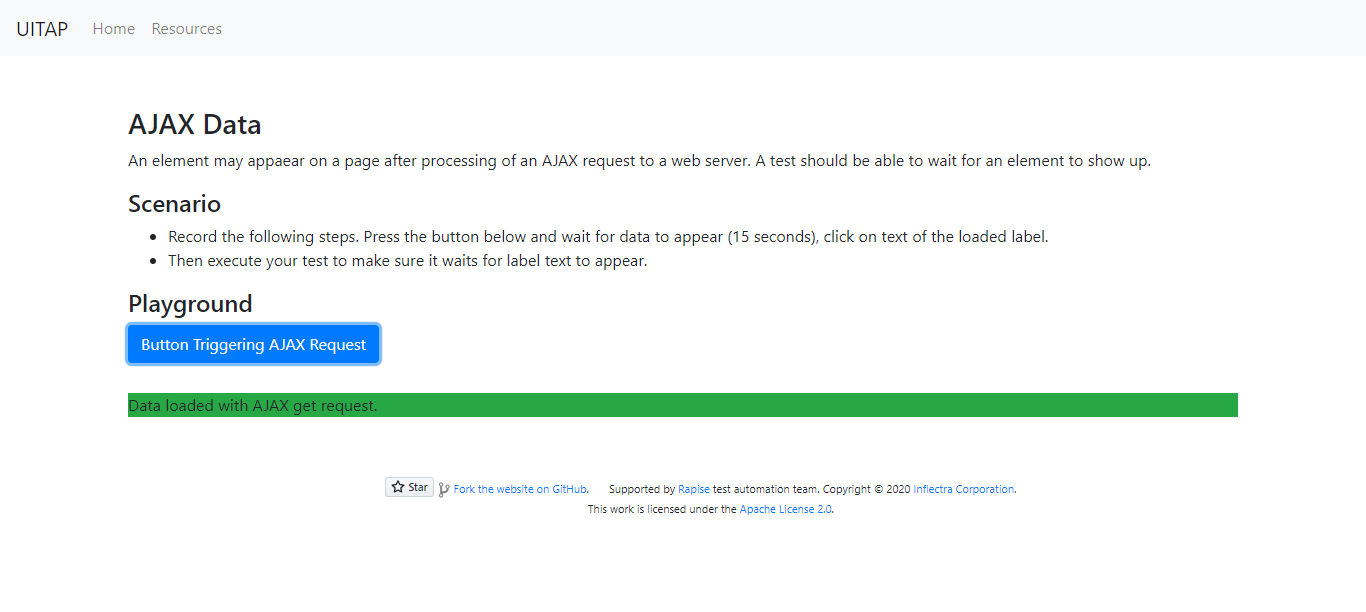 UITAP Home Resources
AJAX Data
An element may appaear on a page after processing of an AJAX request to a web server. A test should be able to wait for an element to show up.
Scenario
Record the following steps. Press the button below and wait for data to appear (15 seconds), click on text of the loaded label.
Then execute your test to make sure it waits for label text to appear.
Playground
Button Triggering AJAX Request
Data loaded with AJAX get request.
Star Fork the website on GitHub. Supported by Rapise test automation team. Copyright © 2020 Inflectra Corporation.
This work is licensed under the Apache License 2.0.